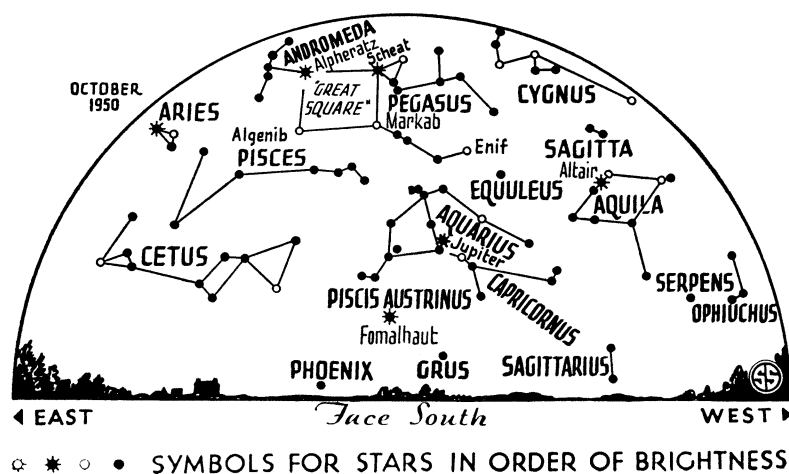 ANDROMEDA
Alpheratz
Scheat
OCTOBER
1950
ARIES
"GREAT
SQUARE"
PEGASUS
Markab
CYGNUS
Algenib
PISCES
Enif
SAGITTA
Altair
EQUULEUS
AQUILA
CETUS
AQUARIUS
Jupiter
SERPENS
OPHIUCHUS
PISCIS AUSTRINUS
CAPRICORNUS
Fomalhaut
PHOENIX
GRUS
SAGITTARIUS
SS
EAST
Face South
WEST
SYMBOLS FOR STARS IN ORDER OF BRIGHTNESS